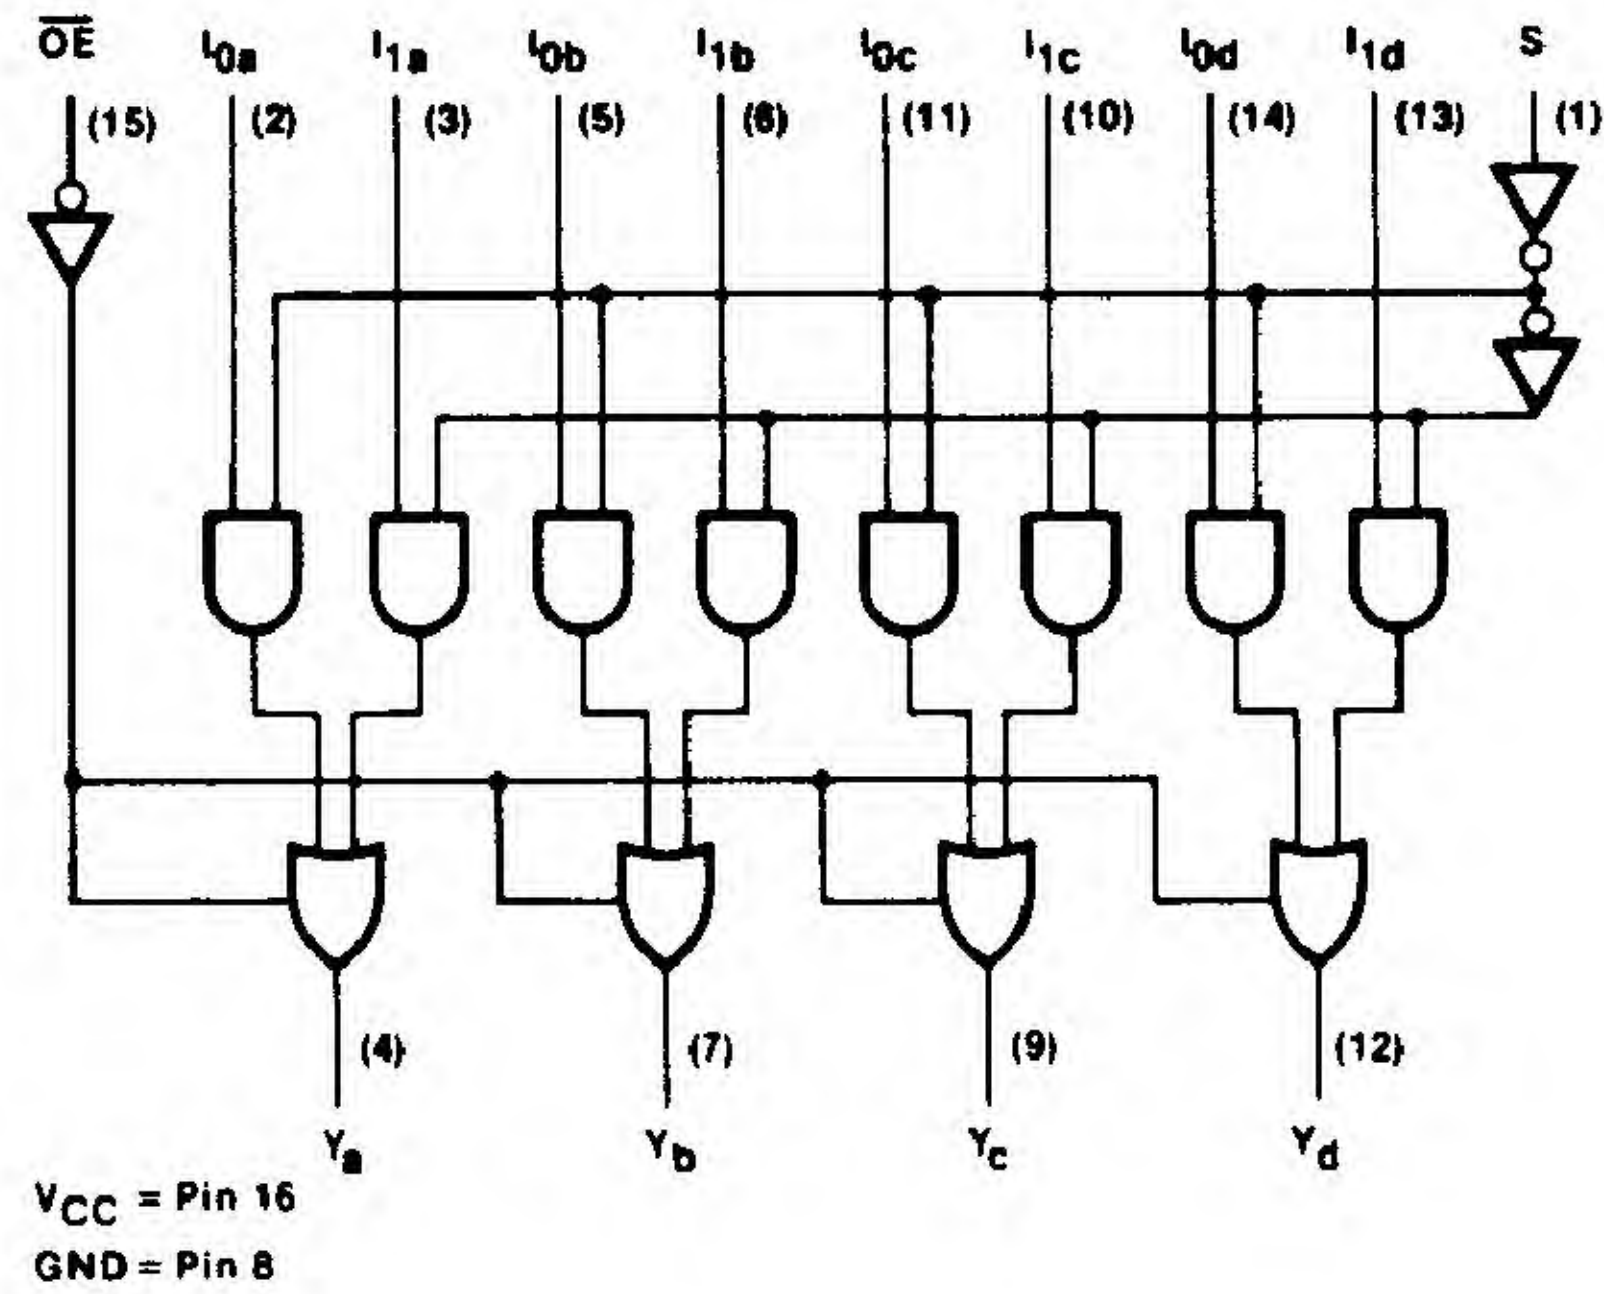 OE I0a I1a I0b I1b I0c I1c I0d I1d S
(15) (2) (3) (5) (6) (11) (10) (14) (13) (1)
(4) (7) (9) (12)
Ya Yb Yc Yd
VCC = Pin 16
GND = Pin 8